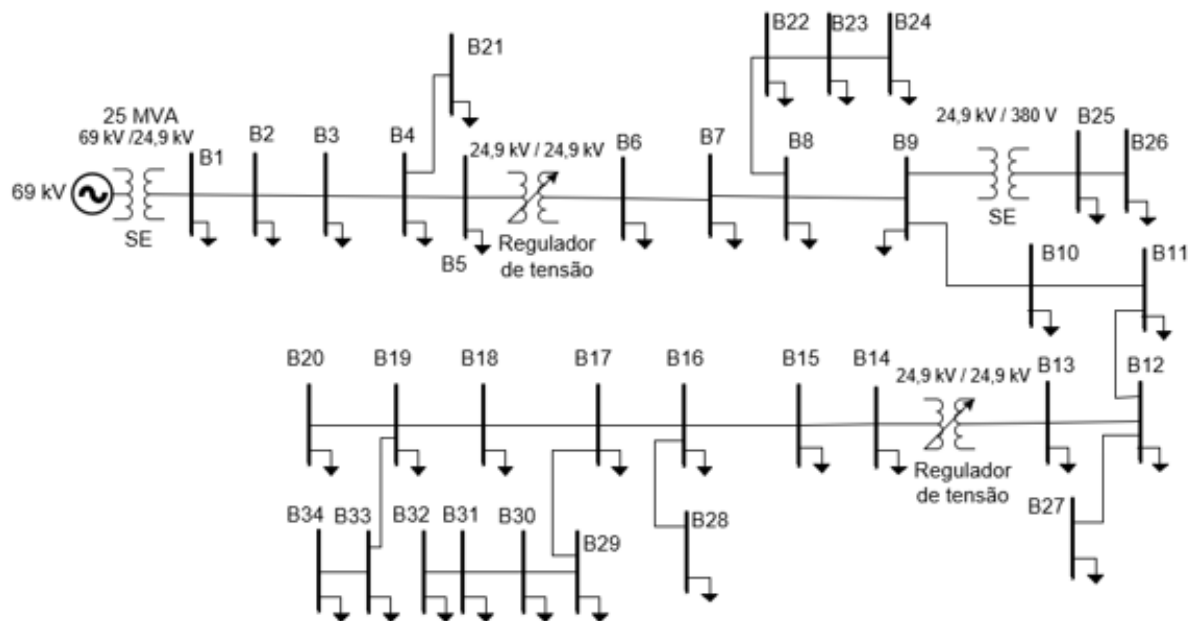 B22
B23
B24
B21
25 MVA
69 kV /24,9 kV
B1
B2
B3
B4
24,9 kV / 24,9 kV
B6
B7
B8
B9
24,9 kV / 380 V
B25
B26
69 kV
SE
B5
Regulador
de tensão
SE
B10
B11
B20
B19
B18
B17
B16
B15
B14
24,9 kV / 24,9 kV
B13
B12
Regulador
de tensão
B34
B33
B32
B31
B30
B29
B28
B27